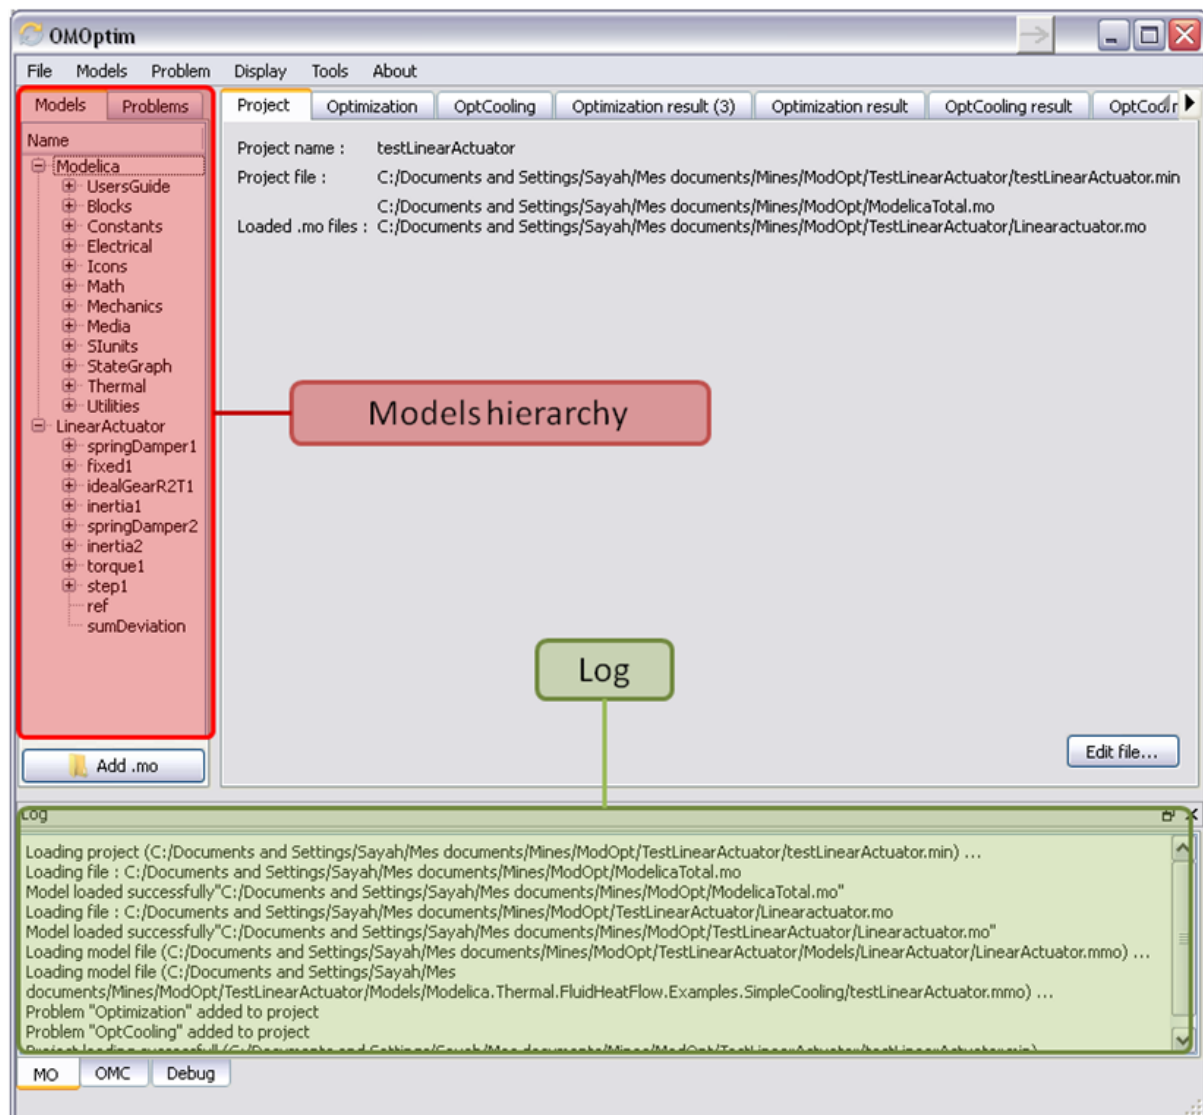 OMOptim
File Models Problem Display Tools About
Models Problems
Project Optimization OptCooling Optimization result (3) Optimization result OptCooling result
Name
Modelica
UsersGuide
Blocks
Constants
Electrical
Icons
Math
Mechanics
Media
SIunits
StateGraph
Thermal
Utilities
LinearActuator
springDamper1
fixed1
idealGearR2T1
inertia1
springDamper2
inertia2
torque1
step1
ref
sumDeviation
Add .mo
Project name : testLinearActuator
Project file : C:/Documents and Settings/Sayah/Mes documents/Mines/ModOpt/TestLinearActuator/testLinearActuator.min
C:/Documents and Settings/Sayah/Mes documents/Mines/ModOpt/ModelicaTotal.mo
Loaded .mo files : C:/Documents and Settings/Sayah/Mes documents/Mines/ModOpt/TestLinearActuator/Linearactuator.mo
Models hierarchy
Log
Edit file...
Log
Loading project (C:/Documents and Settings/Sayah/Mes documents/Mines/ModOpt/TestLinearActuator/testLinearActuator.min) ...
Loading file : C:/Documents and Settings/Sayah/Mes documents/Mines/ModOpt/ModelicaTotal.mo
Model loaded successfully"C:/Documents and Settings/Sayah/Mes documents/Mines/ModOpt/ModelicaTotal.mo"
Loading file : C:/Documents and Settings/Sayah/Mes documents/Mines/ModOpt/TestLinearActuator/Linearactuator.mo
Model loaded successfully"C:/Documents and Settings/Sayah/Mes documents/Mines/ModOpt/TestLinearActuator/Linearactuator.mo"
Loading model file (C:/Documents and Settings/Sayah/Mes documents/Mines/ModOpt/TestLinearActuator/Models/LinearActuator/LinearActuator.mmo) ...
Loading model file (C:/Documents and Settings/Sayah/Mes
documents/Mines/ModOpt/TestLinearActuator/Models/Modelica.Thermal.FluidHeatFlow.Examples.SimpleCooling/testLinearActuator.mmo) ...
Problem "Optimization" added to project
Problem "OptCooling" added to project
MO OMC Debug